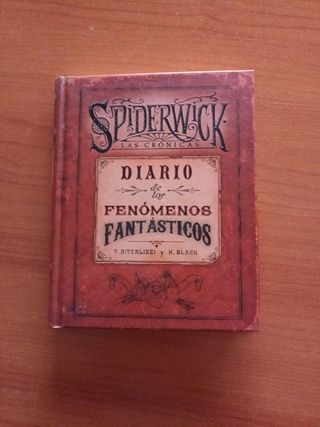 SPIDERWICK
LAS CRÓNICAS
DIARIO
de
los
FENÓMENOS
FANTÁSTICOS
T. DITERLIZZI y H. BLACK